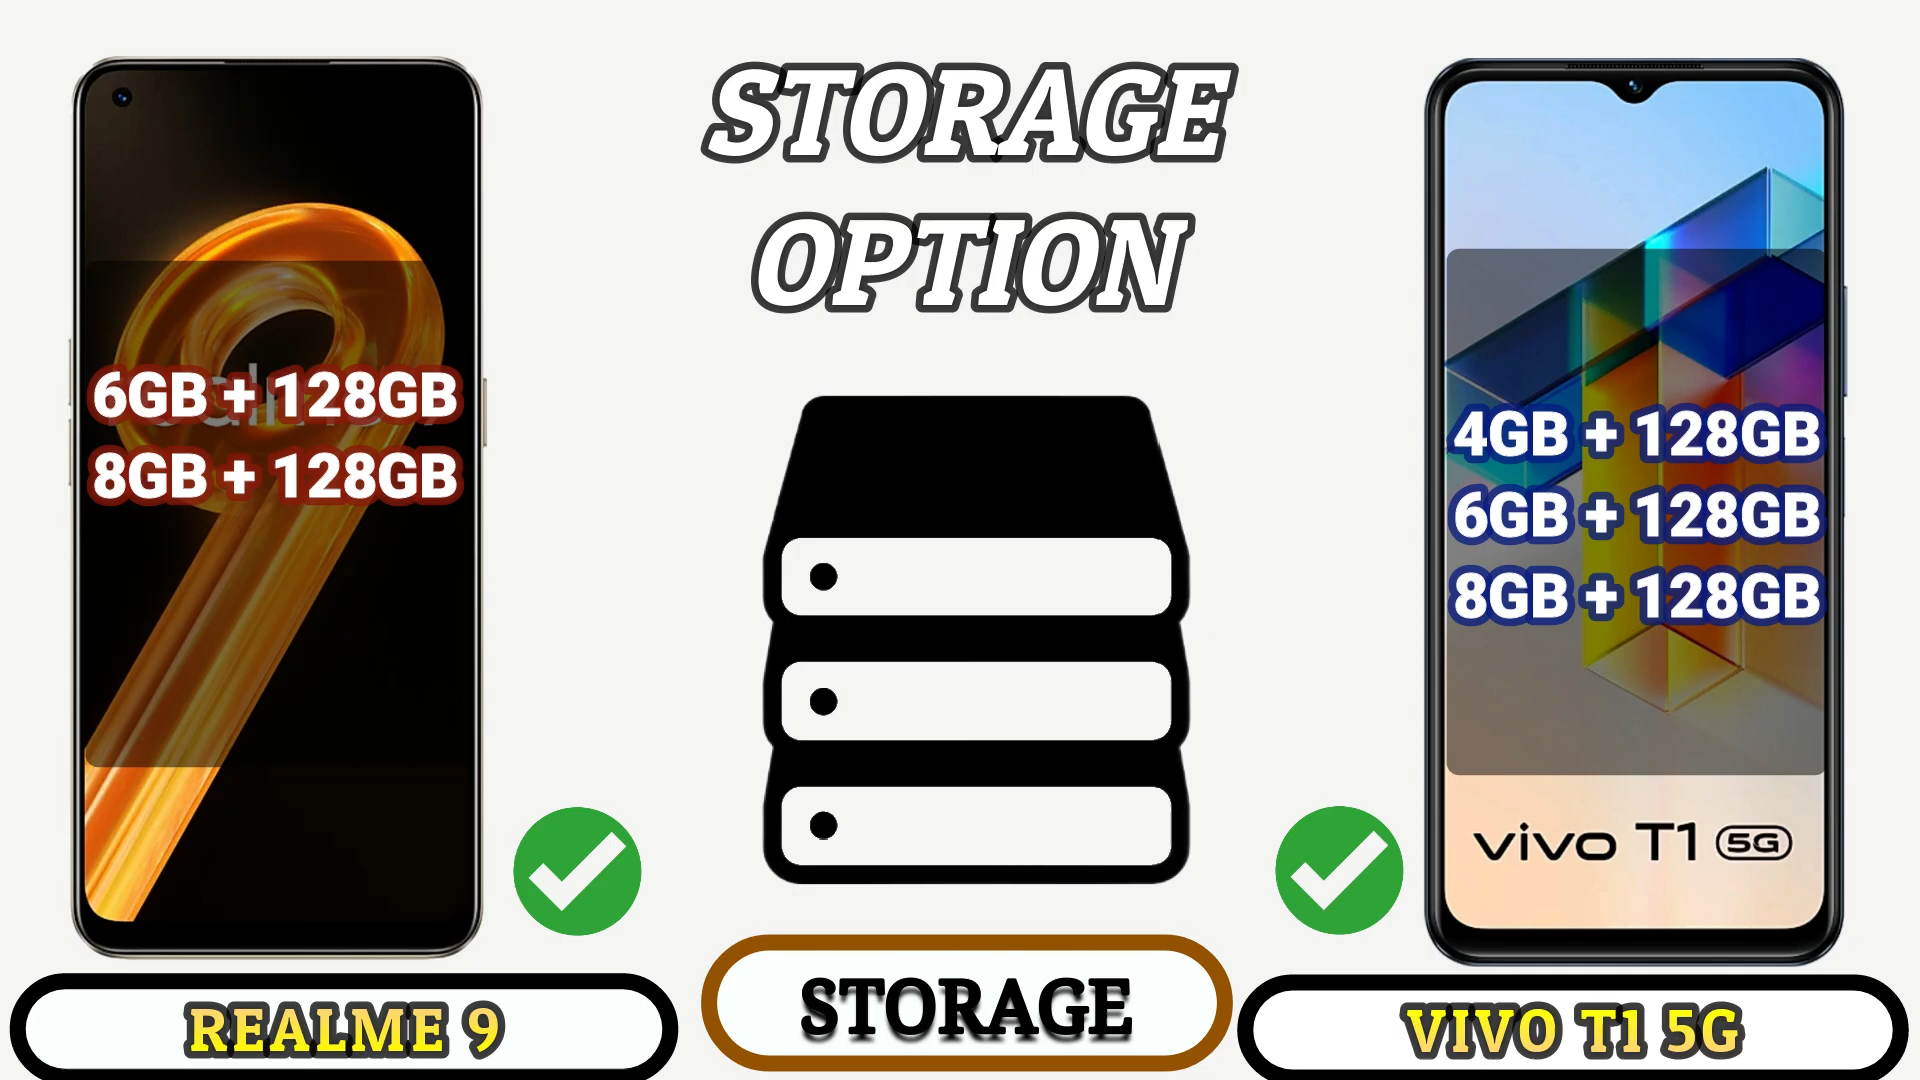 STORAGE
OPTION
6GB + 128GB
8GB + 128GB
4GB + 128GB
6GB + 128GB
8GB + 128GB
vivo T1 5G
REALME 9
STORAGE
VIVO T1 5G